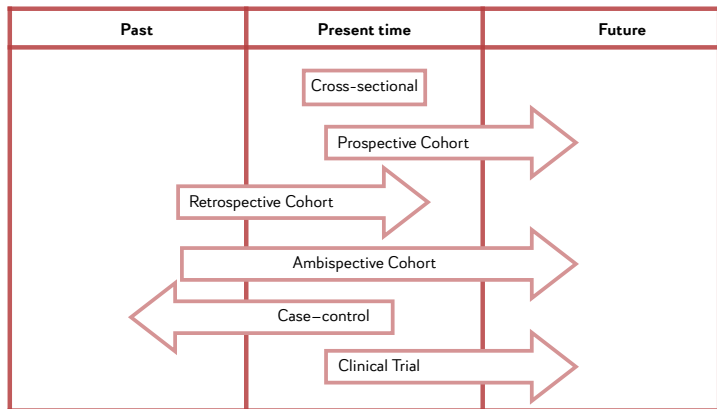 Past Present time Future
Cross-sectional
Prospective Cohort
Retrospective Cohort
Ambispective Cohort
Case–control
Clinical Trial